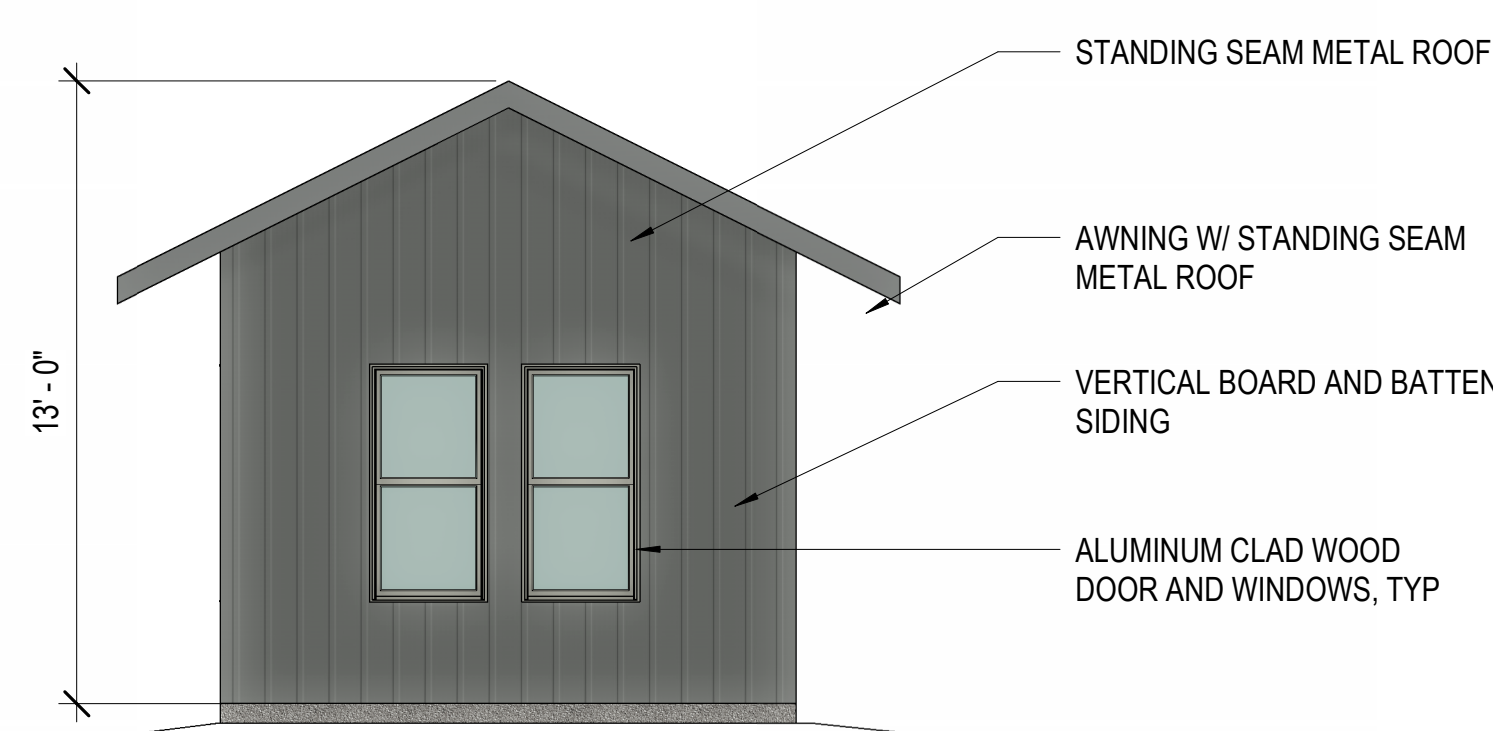 STANDING SEAM METAL ROOF
AWNING W/ STANDING SEAM
METAL ROOF
13' - 0"
VERTICAL BOARD AND BATTEN
SIDING
ALUMINUM CLAD WOOD
DOOR AND WINDOWS, TYP